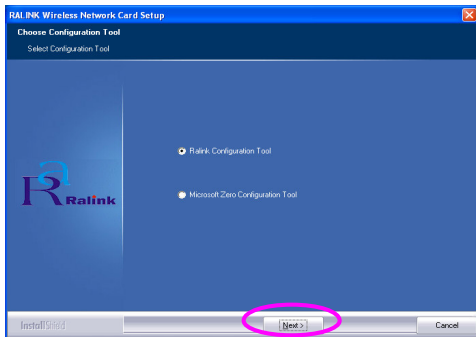 RALINK Wireless Network Card Setup
Choose Configuration Tool
Select Configuration Tool
Ralink Configuration Tool
Microsoft Zero Configuration Tool
Ralink
InstallShield
Next >
Cancel